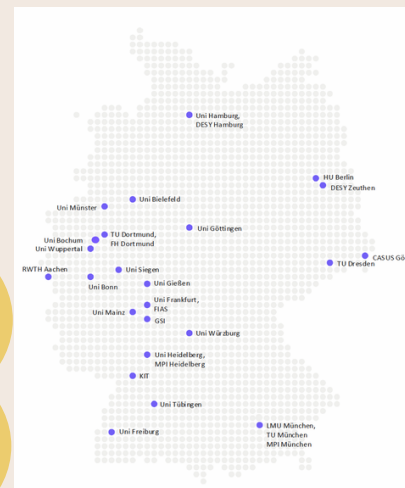 Uni Hamburg,
DESY Hamburg
HU Berlin
DESY Zeuthen
Uni Bielefeld
Uni Münster
Uni Göttingen
TU Dortmund,
FH Dortmund
Uni Bochum
Uni Wuppertal
CASUS Gö
TU Dresden
RWTH Aachen
Uni Siegen
Uni Bonn
Uni Gießen
Uni Frankfurt,
FIAS
Uni Mainz
GSI
Uni Würzburg
Uni Heidelberg,
MPI Heidelberg
KIT
Uni Tübingen
Uni Freiburg
LMU München,
TU München
MPI München